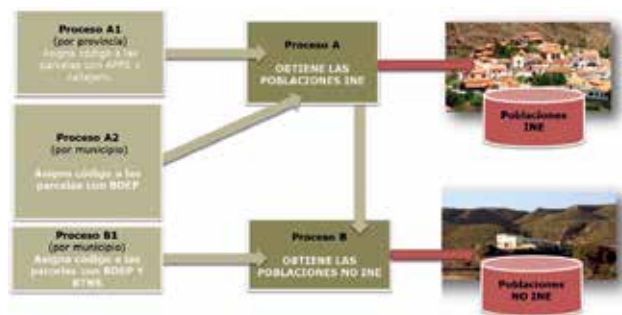 Proceso A1
(por provincia)
Asigna código a las
parcelas con
callejero
Proceso A
OBTIENE LAS
POBLACIONES INE
Poblaciones
INE
Proceso A2
(por municipio)
Asigna código a las
parcelas con BDEP
Proceso B1
(por municipio)
Asigna código a las
parcelas con BDEP Y
Proceso B
OBTIENE LAS
POBLACIONES NO INE
Poblaciones
NO INE